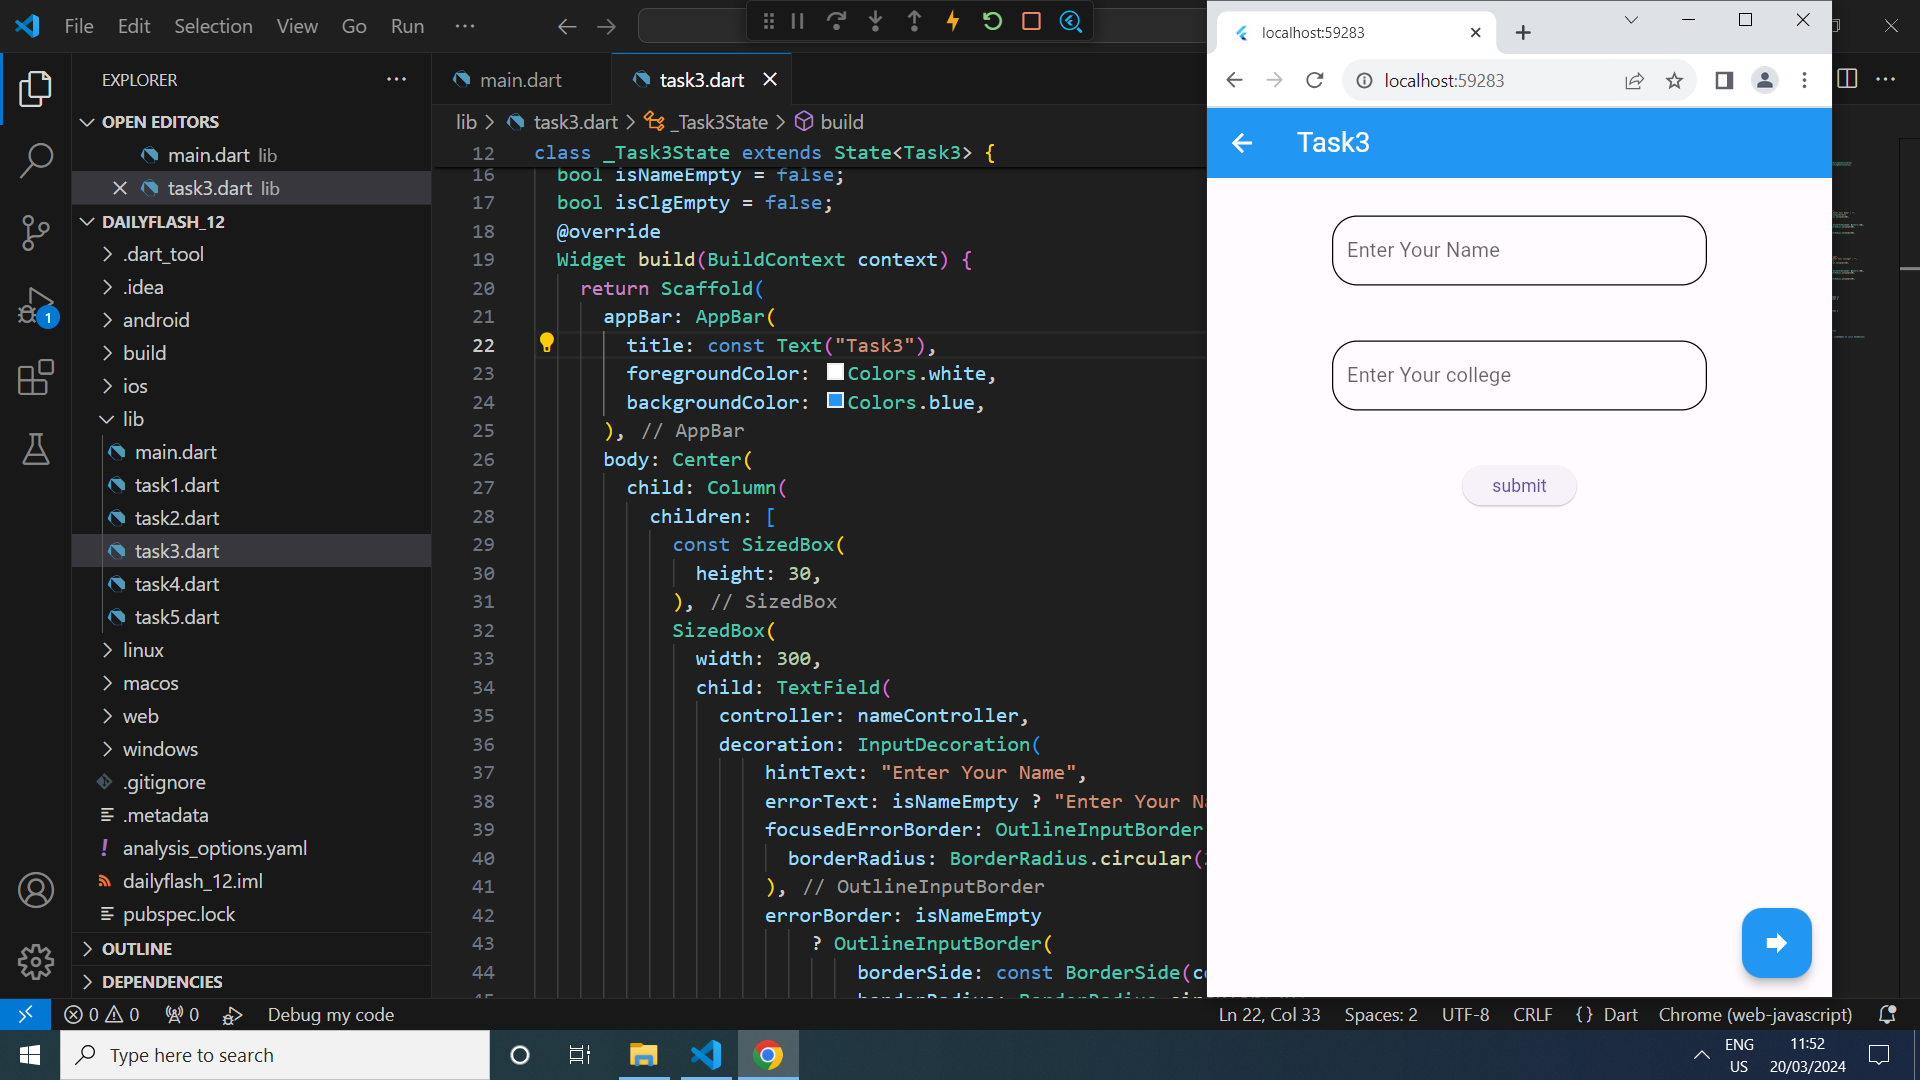 File Edit Selection View Go Run ···
EXPLORER
OPEN EDITORS
main.dart lib
task3.dart lib
DAILYFLASH_12
.dart_tool
.idea
android
build
ios
lib
main.dart
task1.dart
task2.dart
task3.dart
task4.dart
task5.dart
linux
macos
web
windows
.gitignore
.metadata
analysis_options.yaml
dailyflash_12.iml
pubspec.lock
OUTLINE
DEPENDENCIES
1
main.dart task3.dart
lib > task3.dart > _Task3State > build
12 class _Task3State extends State<Task3> {
16 bool isNameEmpty = false;
17 bool isClgEmpty = false;
18 @override
19 Widget build(BuildContext context) {
20 return Scaffold(
21 appBar: AppBar(
22 title: const Text("Task3"),
23 foregroundColor: Colors.white,
24 backgroundColor: Colors.blue,
25 ), // AppBar
26 body: Center(
27 child: Column(
28 children: [
29 const SizedBox(
30 height: 30,
31 ), // SizedBox
32 SizedBox(
33 width: 300,
34 child: TextField(
35 controller: nameController,
36 decoration: InputDecoration(
37 hintText: "Enter Your Name",
38 errorText: isNameEmpty ? "Enter Your
39 focusedErrorBorder: OutlineInputBorder
40 borderRadius: BorderRadius.circular(
41 ), // OutlineInputBorder
42 errorBorder: isNameEmpty
43 ? OutlineInputBorder(
44 borderSide: const BorderSide(
localhost:59283
localhost:59283
Task3
Enter Your Name
Enter Your college
submit
0 0 0 Debug my code
Ln 22, Col 33 Spaces: 2 UTF-8 CRLF {} Dart Chrome (web-javascript)
Type here to search
ENG
US
11:52
20/03/2024